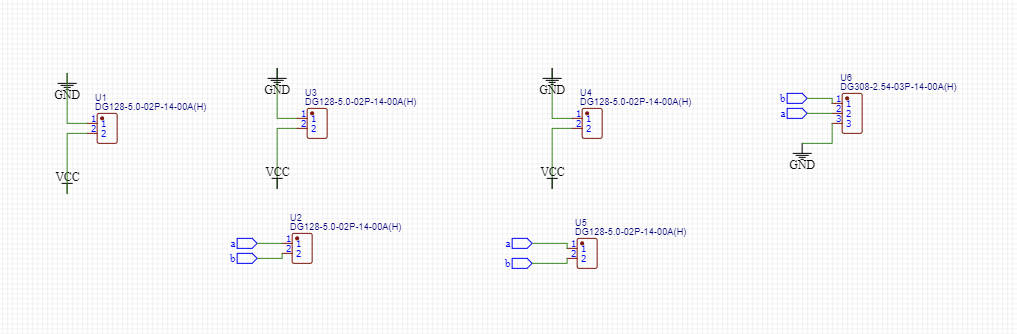 GND
U1
DG128-5.0-02P-14-00A(H)
1 1
2 2
VCC
GND
U3
DG128-5.0-02P-14-00A(H)
1 1
2 2
VCC
GND
U4
DG128-5.0-02P-14-00A(H)
1 1
2 2
VCC
U6
DG308-2.54-03P-14-00A(H)
b 1 1
a 2 2
3 3
GND
U2
DG128-5.0-02P-14-00A(H)
a 1 1
b 2 2
U5
DG128-5.0-02P-14-00A(H)
a 1 1
b 2 2